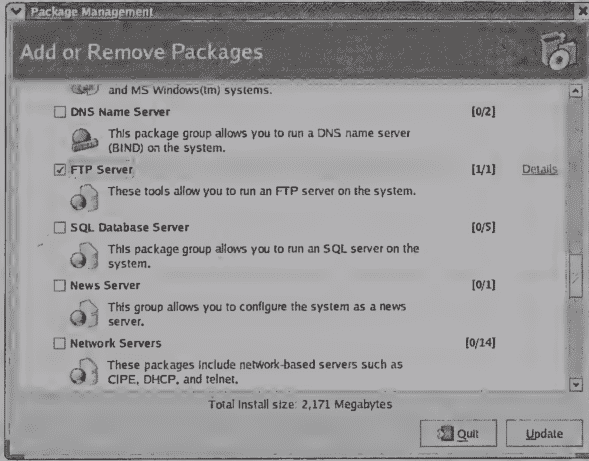 Package Management
Add or Remove Packages
and MS Windows(tm) systems.
DNS Name Server [0/2]
This package group allows you to run a DNS name server
(BIND) on the system.
FTP Server [1/1] Details
These tools allow you to run an FTP server on the system.
SQL Database Server [0/5]
This package group allows you to run an SQL server on the
system.
News Server [0/1]
This group allows you to configure the system as a news
server.
Network Servers [0/14]
These packages include network-based servers such as
CIPE, DHCP, and telnet.
Total install size: 2,171 Megabytes
Quit Update